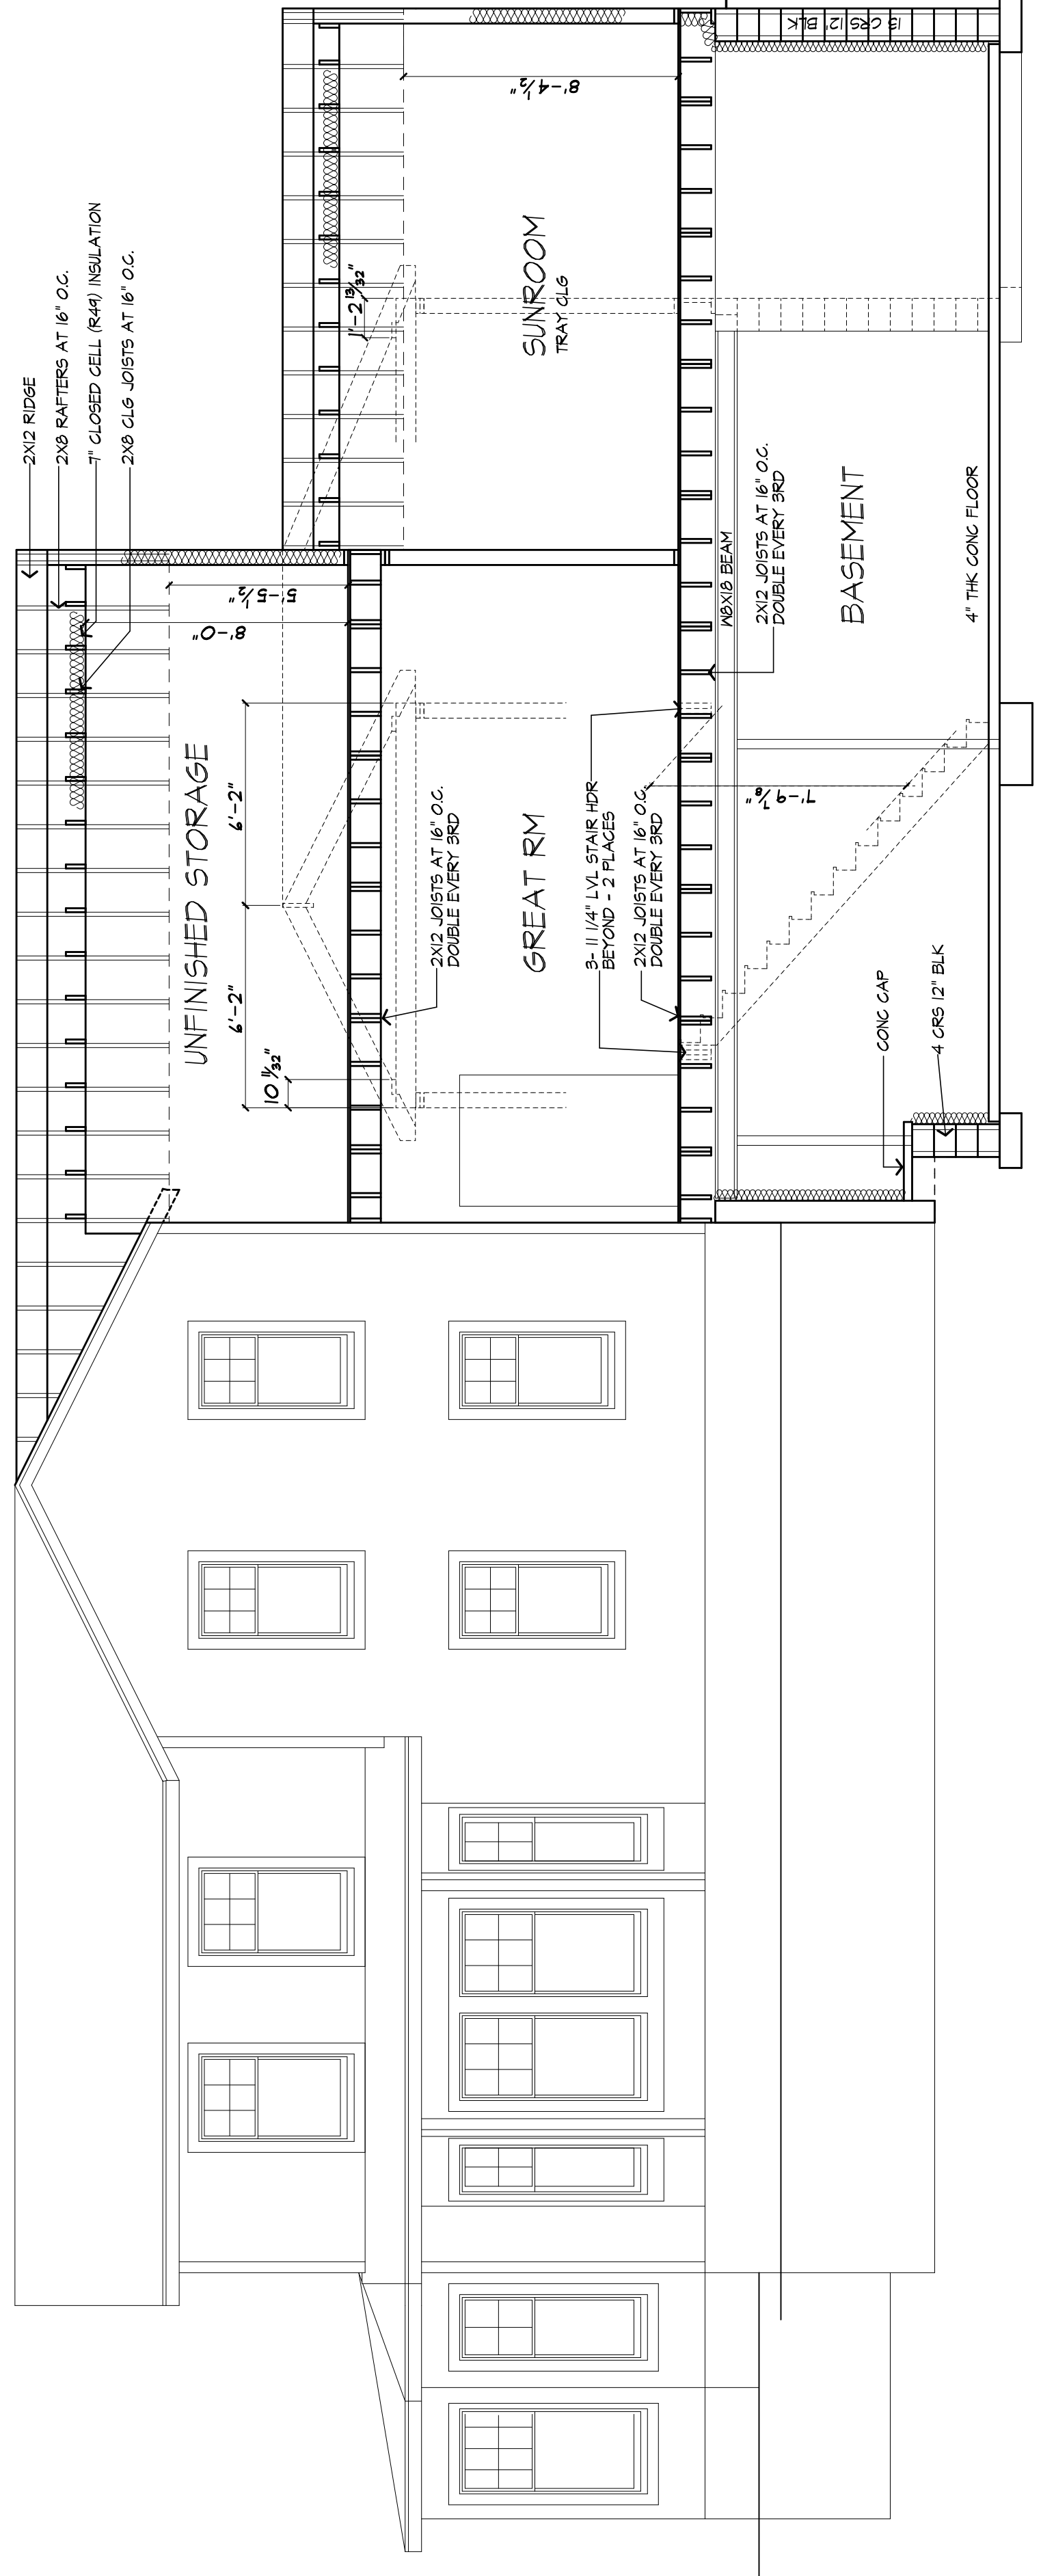 2X12 RIDGE
2X8 RAFTERS AT 16" O.C.
7" CLOSED CELL (R49) INSULATION
2X8 CLG JOISTS AT 16" O.C.
UNFINISHED STORAGE
5'-5 1/2"
8'-0"
6'-2"
6'-2"
10 11/32"
1'-2 13/32"
8'-4 1/2"
SUNROOM
TRAY CLG
2X12 JOISTS AT 16" O.C.
DOUBLE EVERY 3RD
GREAT RM
3- 11 1/4" LVL STAIR HDR
BEYOND - 2 PLACES
2X12 JOISTS AT 16" O.C.
DOUBLE EVERY 3RD
W8X18 BEAM
2X12 JOISTS AT 16" O.C.
DOUBLE EVERY 3RD
7'-9 7/8"
BASEMENT
13 CRS 12" BLK
CONC CAP
4 CRS 12" BLK
4" THK CONC FLOOR